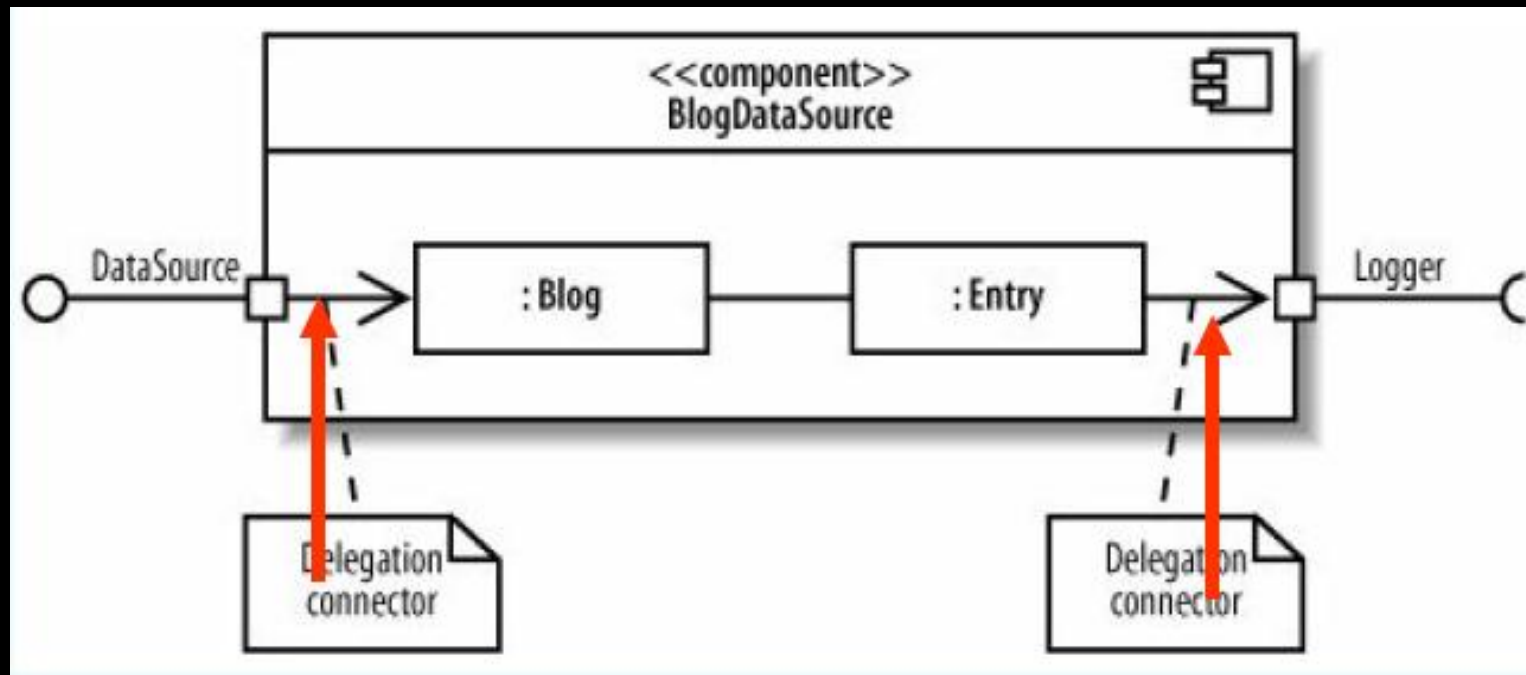 <<component>>
BlogDataSource
DataSource
: Blog
: Entry
Logger
Delegation
connector
Delegation
connector